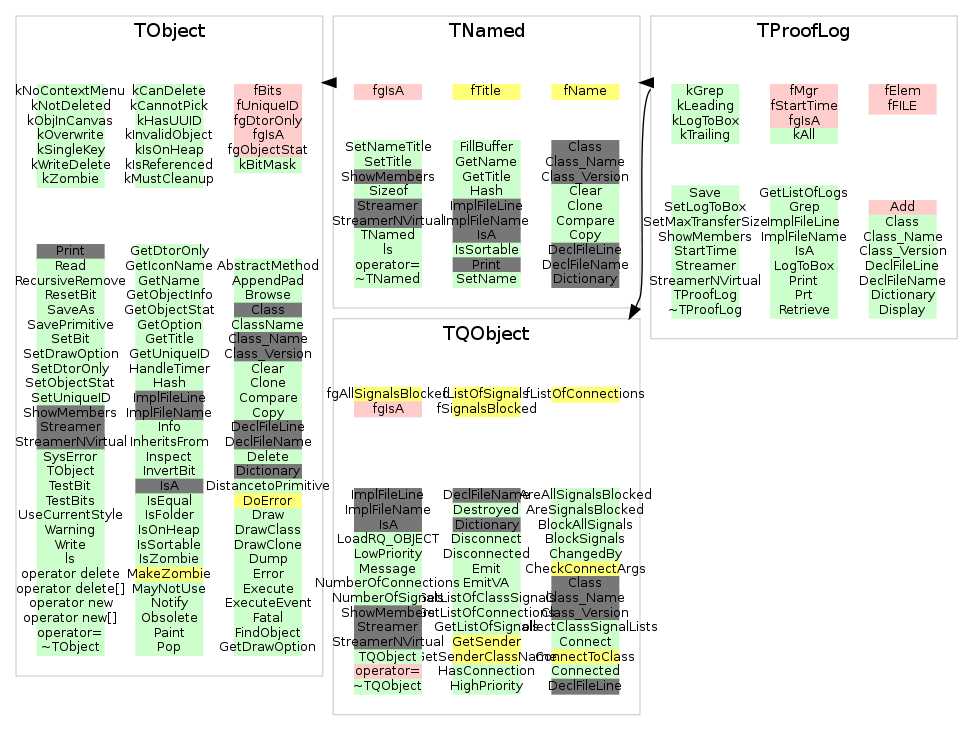 TObject
kNoContextMenu kCanDelete fBits
kNotDeleted kCannotPick fUniqueID
kObjInCanvas kHasUUID fgDtorOnly
kOverwrite kInvalidObject fgIsA
kSingleKey kIsOnHeap fgObjectStat
kWriteDelete kIsReferenced kBitMask
kZombie kMustCleanup
Print GetDtorOnly
Read GetIconName AbstractMethod
RecursiveRemove GetName AppendPad
ResetBit GetObjectInfo Browse
SaveAs GetObjectStat Class
SavePrimitive GetOption ClassName
SetBit GetTitle Class_Name
SetDrawOption GetUniqueID Class_Version
SetDtorOnly HandleTimer Clear
SetObjectStat Hash Clone
SetUniqueID ImplFileLine Compare
ShowMembers ImplFileName Copy
Streamer Info DeclFileLine
StreamerNVirtual InheritsFrom DeclFileName
SysError Inspect Delete
TObject InvertBit Dictionary
TestBit IsA DistancetoPrimitive
TestBits IsEqual DoError
UseCurrentStyle IsFolder Draw
Warning IsOnHeap DrawClass
Write IsSortable DrawClone
ls IsZombie Dump
operator delete MakeZombie Error
operator delete[] MayNotUse Execute
operator new Notify ExecuteEvent
operator new[] Obsolete Fatal
operator= Paint FindObject
~TObject Pop GetDrawOption
TNamed
fgIsA fTitle fName
SetNameTitle FillBuffer Class
SetTitle GetName Class_Name
ShowMembers GetTitle Class_Version
Sizeof Hash Clear
Streamer ImplFileLine Clone
StreamerNVirtual ImplFileName Compare
TNamed IsA Copy
ls IsSortable DeclFileLine
operator= Print DeclFileName
~TNamed SetName Dictionary
TQObject
fgAllSignalsBlocked fListOfSignals fListOfConnections
fgIsA fSignalsBlocked
ImplFileLine DeclFileName AreAllSignalsBlocked
ImplFileName Destroyed AreSignalsBlocked
IsA Dictionary BlockAllSignals
LoadRQ_OBJECT Disconnect BlockSignals
LowPriority Disconnected ChangedBy
Message Emit CheckConnectArgs
NumberOfConnections EmitVA Class
NumberOfSignals GetListOfClassSignals Class_Name
ShowMembers GetListOfConnections Class_Version
Streamer GetListOfSignals CollectClassSignalLists
StreamerNVirtual GetSender Connect
TQObject GetSenderClassName ConnectToClass
operator= HasConnection Connected
~TQObject HighPriority DeclFileLine
TProofLog
kGrep fMgr fElem
kLeading fStartTime fFILE
kLogToBox fgIsA
kTrailing kAll
Save GetListOfLogs
SetLogToBox Grep Add
SetMaxTransferSize ImplFileLine Class
ShowMembers ImplFileName Class_Name
StartTime IsA Class_Version
Streamer LogToBox DeclFileLine
StreamerNVirtual Print DeclFileName
TProofLog Prt Dictionary
~TProofLog Retrieve Display